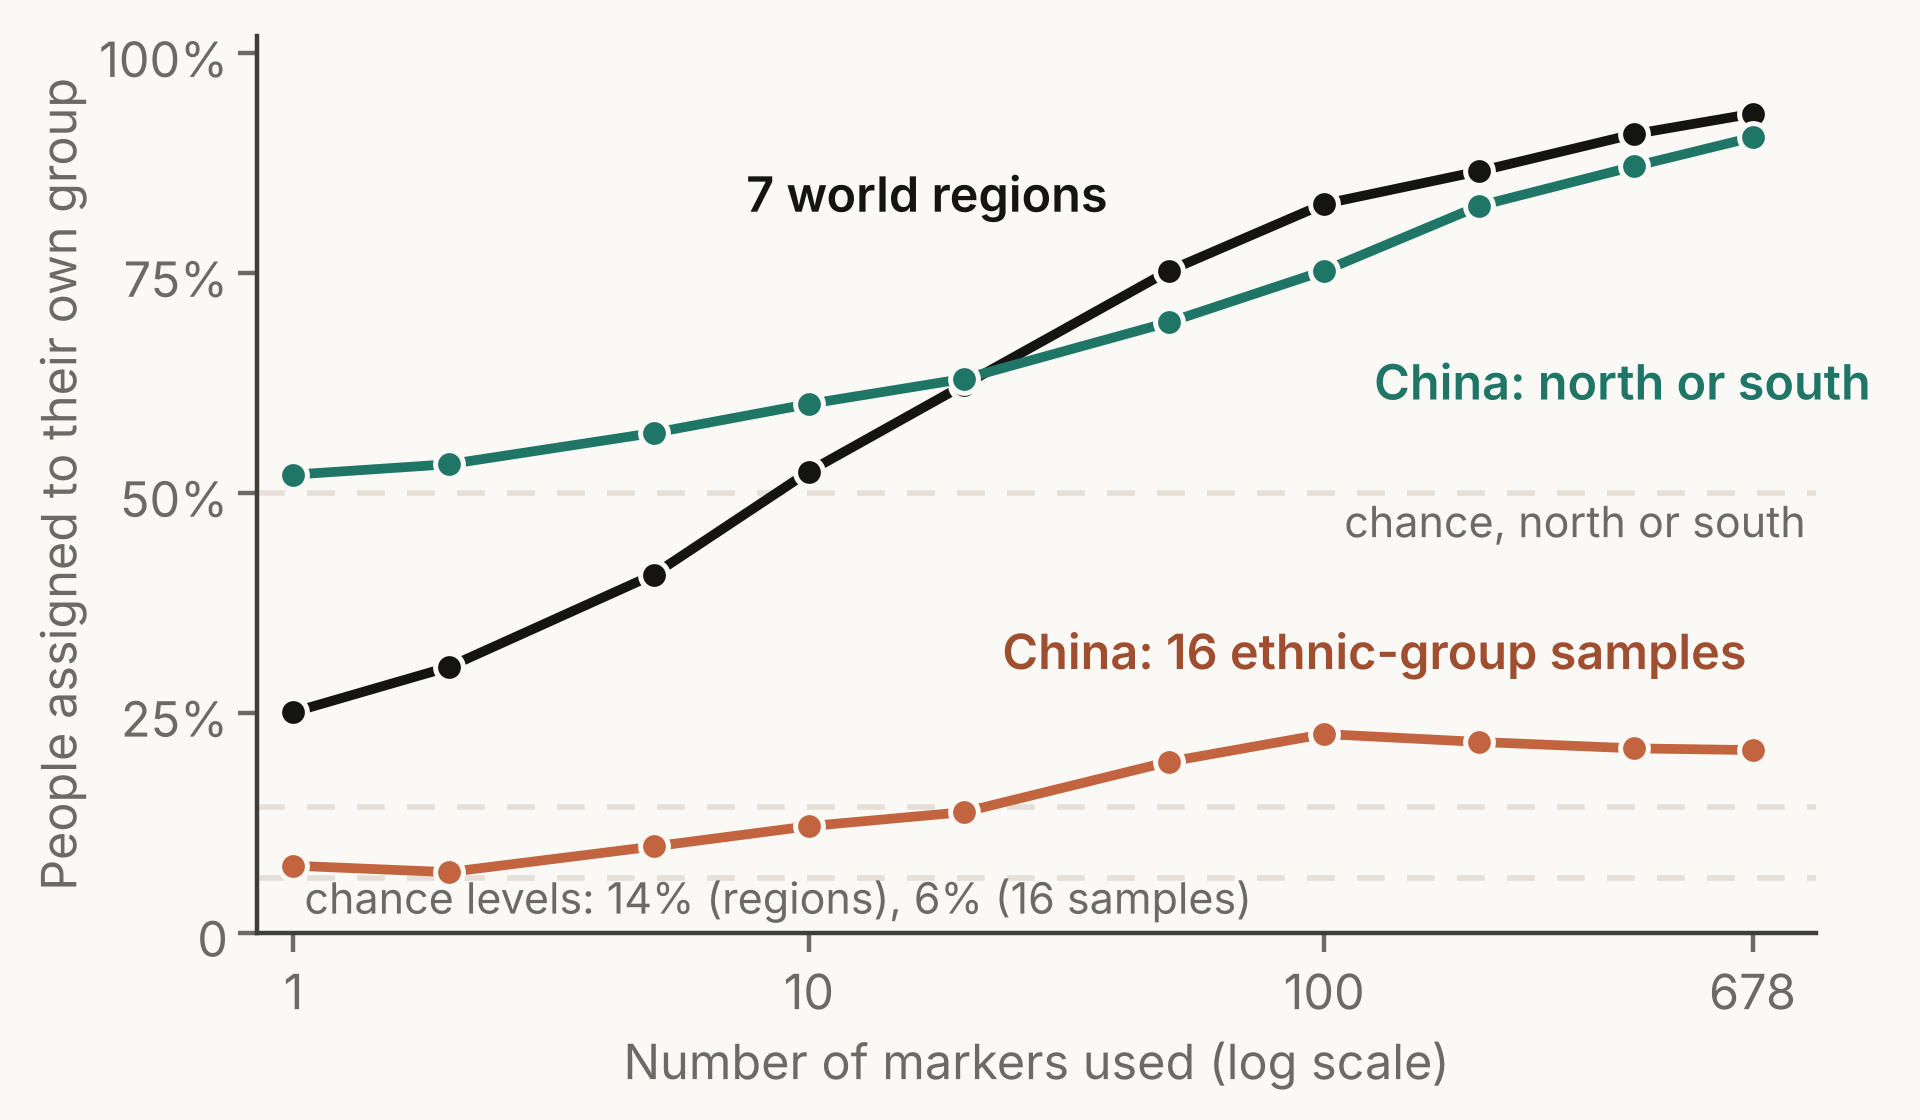 100%
75%
50%
25%
0
People assigned to their own group
7 world regions
China: north or south
chance, north or south
China: 16 ethnic-group samples
chance levels: 14% (regions), 6% (16 samples)
1
10
100
678
Number of markers used (log scale)